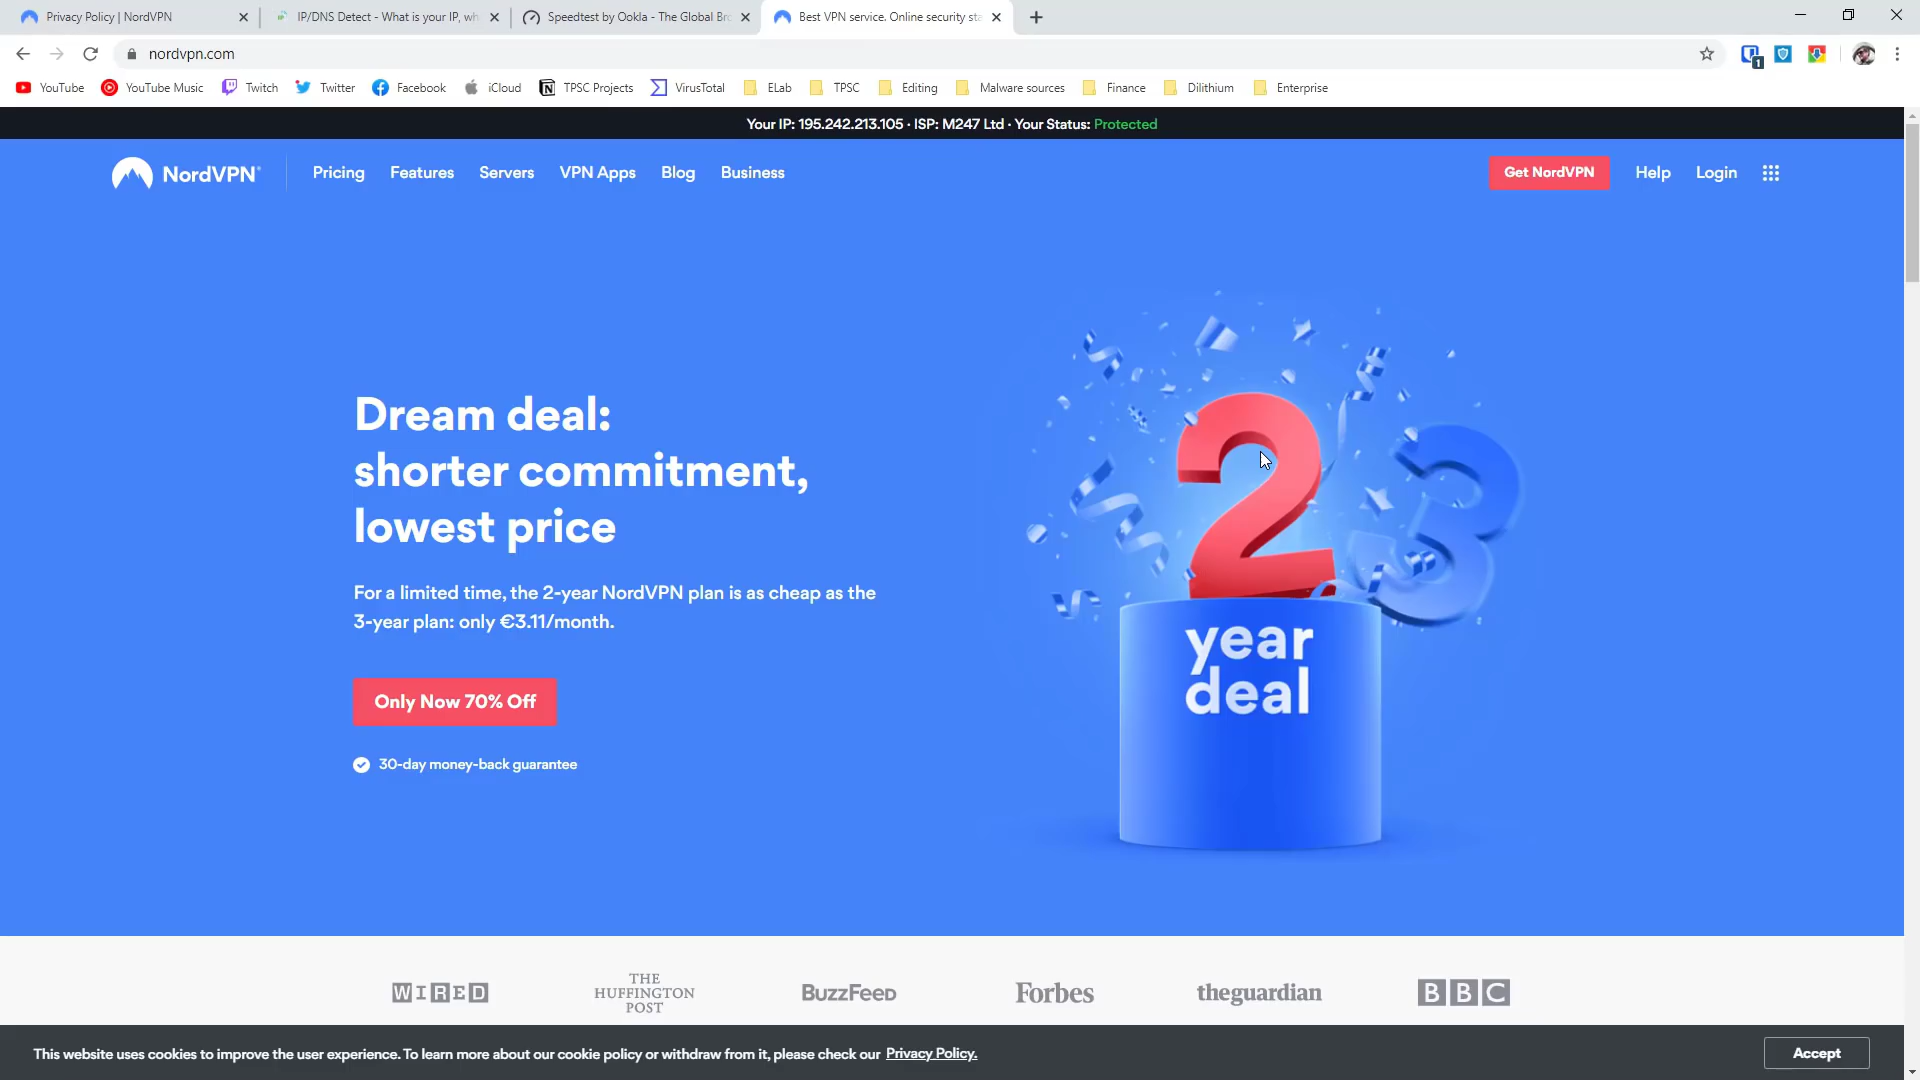 Privacy Policy | NordVPN
IP/DNS Detect - What is your IP, wh
Speedtest by Ookla - The Global Bro
Best VPN service. Online security sta
nordvpn.com
1
YouTube
YouTube Music
Twitch
Twitter
Facebook
iCloud
TPSC Projects
VirusTotal
ELab
TPSC
Editing
Malware sources
Finance
Dilithium
Enterprise
Your IP: 195.242.213.105 · ISP: M247 Ltd · Your Status: Protected
NordVPN®
Pricing
Features
Servers
VPN Apps
Blog
Business
Get NordVPN
Help
Login
Dream deal:
shorter commitment,
lowest price
For a limited time, the 2-year NordVPN plan is as cheap as the
3-year plan: only €3.11/month.
Only Now 70% Off
30-day money-back guarantee
2
3
year
deal
WIRED
THE
HUFFINGTON
POST
BuzzFeed
Forbes
theguardian
BBC
This website uses cookies to improve the user experience. To learn more about our cookie policy or withdraw from it, please check our Privacy Policy.
Accept